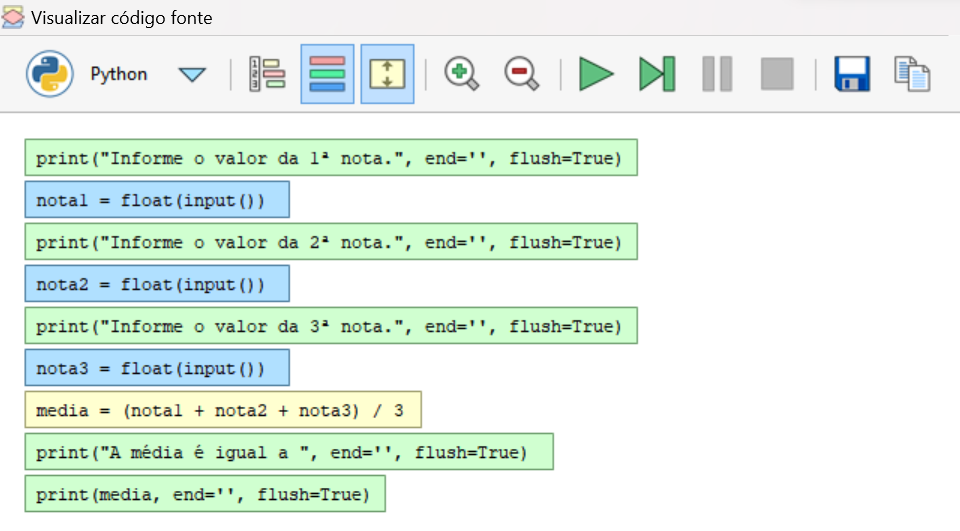 Visualizar código fonte
Python
print("Informe o valor da 1ª nota.", end='', flush=True)
nota1 = float(input())
print("Informe o valor da 2ª nota.", end='', flush=True)
nota2 = float(input())
print("Informe o valor da 3ª nota.", end='', flush=True)
nota3 = float(input())
media = (nota1 + nota2 + nota3) / 3
print("A média é igual a ", end='', flush=True)
print(media, end='', flush=True)